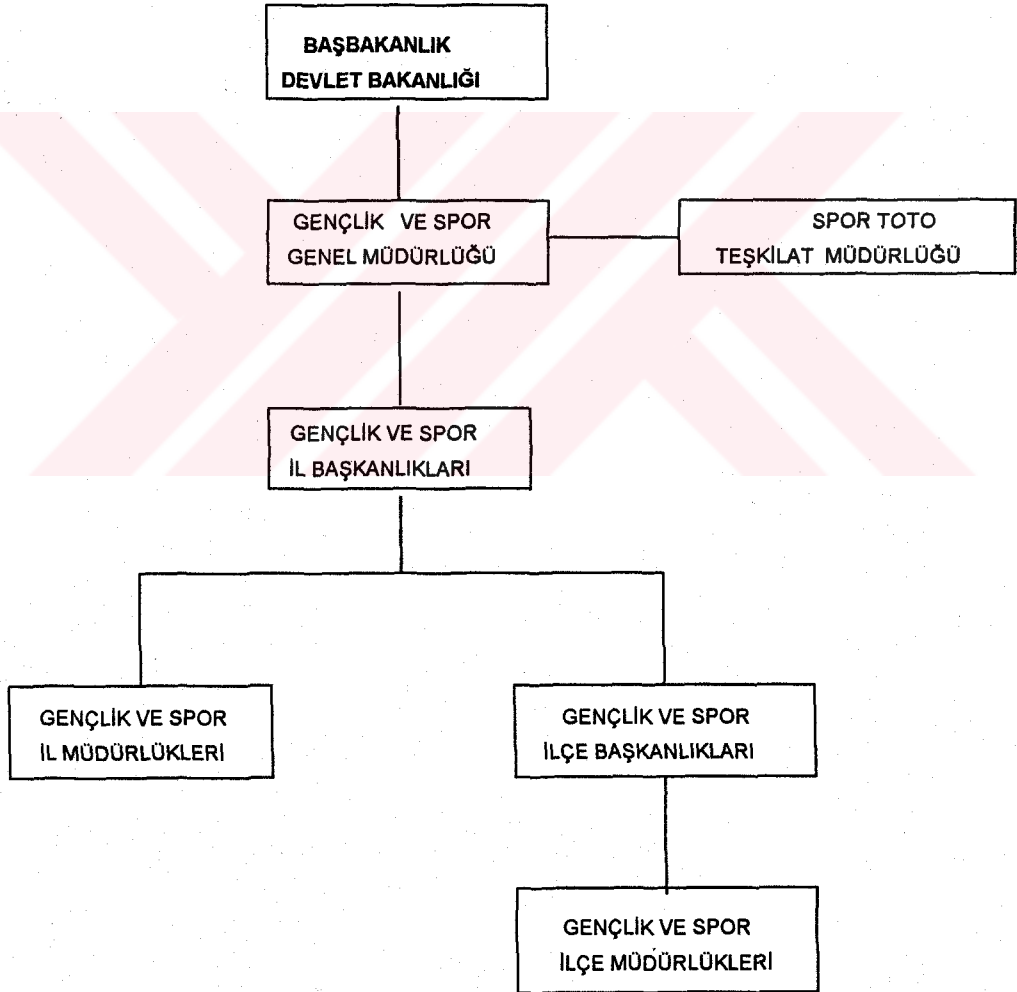 BAŞBAKANLIK
DEVLET BAKANLIĞI
GENÇLİK VE SPOR
GENEL MÜDÜRLÜĞÜ
SPOR TOTO
TEŞKİLAT MÜDÜRLÜĞÜ
GENÇLİK VE SPOR
İL BAŞKANLIKLARI
GENÇLİK VE SPOR
İL MÜDÜRLÜKLERİ
GENÇLİK VE SPOR
İLÇE BAŞKANLIKLARI
GENÇLİK VE SPOR
İLÇE MÜDÜRLÜKLERİ